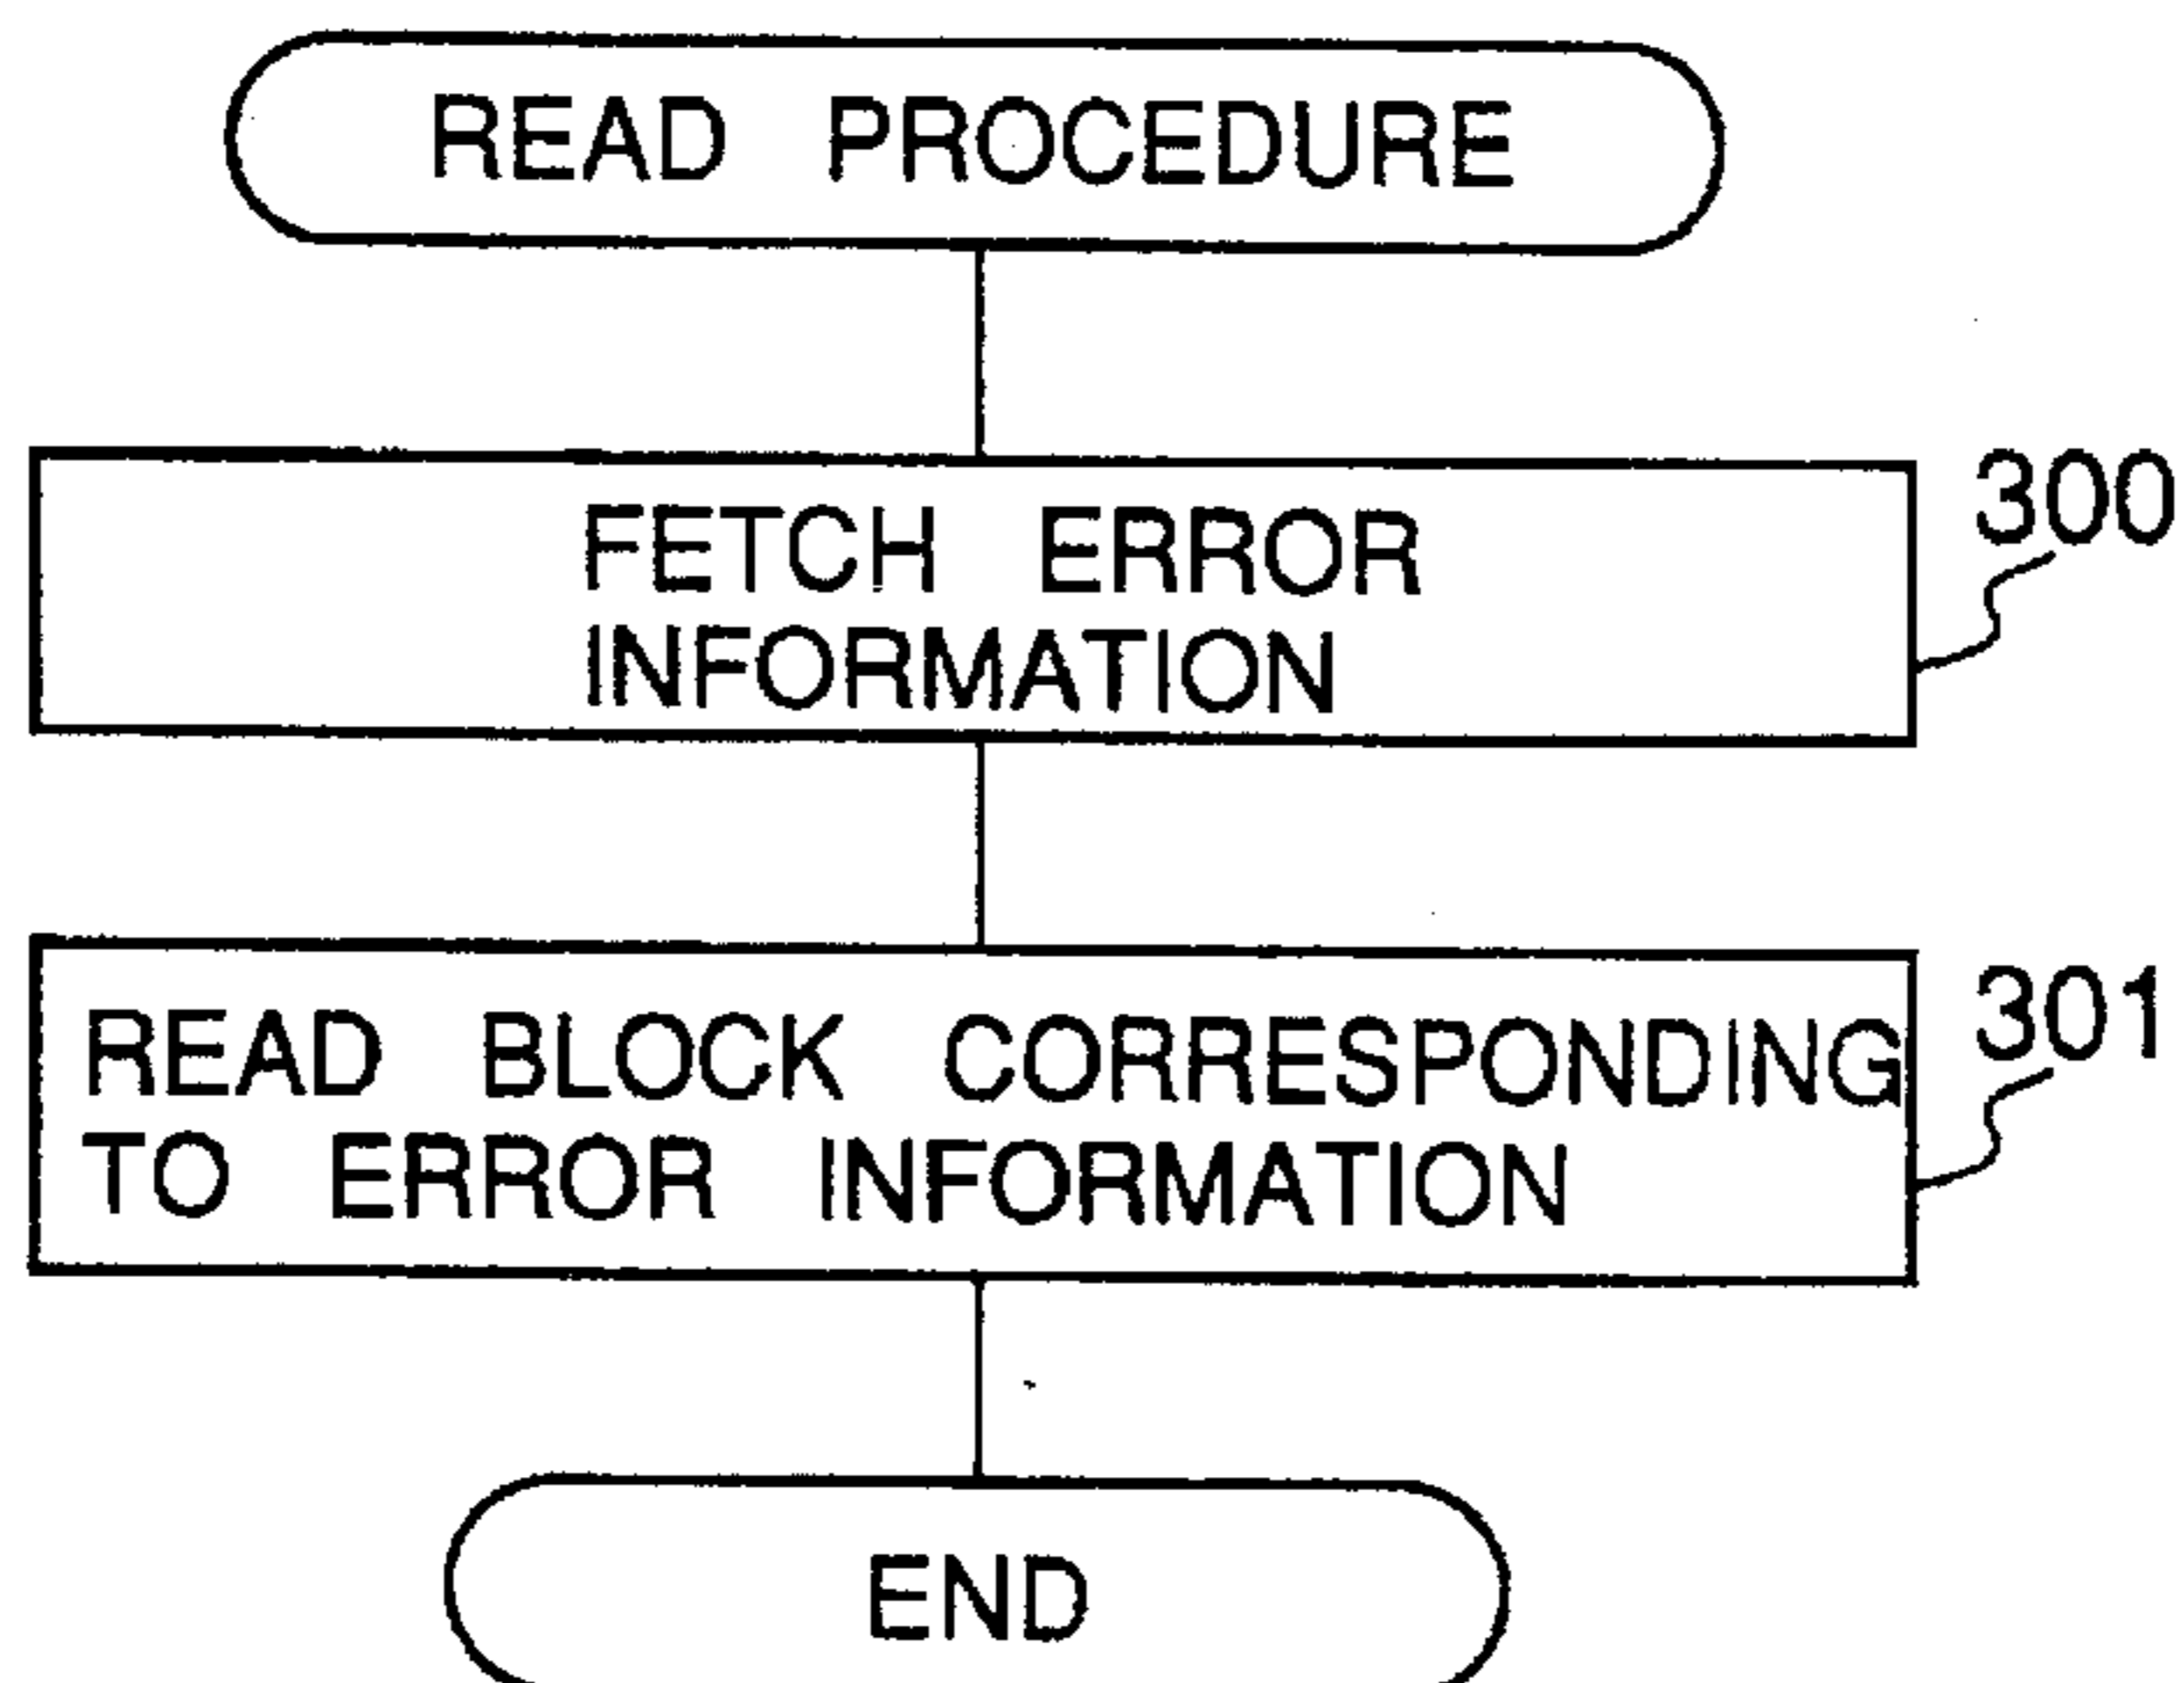 READ PROCEDURE
FETCH ERROR
INFORMATION
300
READ BLOCK CORRESPONDING
TO ERROR INFORMATION
301
END